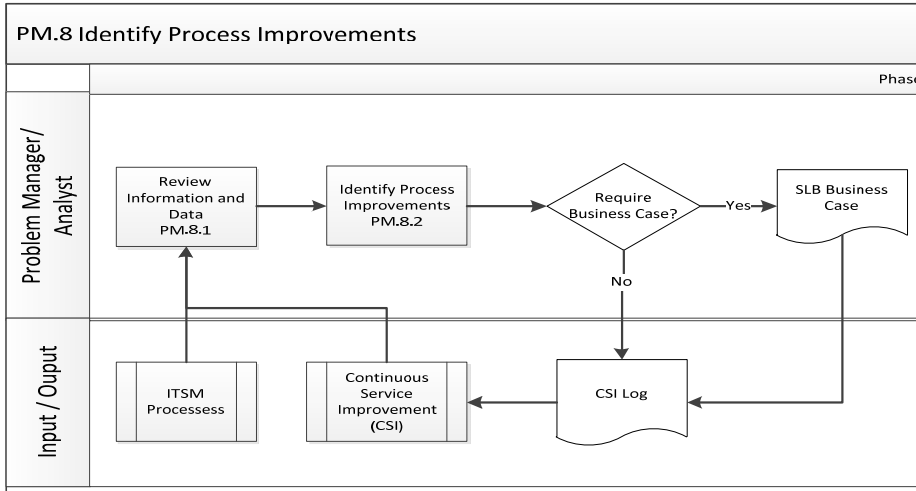 PM.8 Identify Process Improvements
Phase
Problem Manager/
Analyst
Review
Information and
Data
PM.8.1
Identify Process
Improvements
PM.8.2
Require
Business Case?
Yes
SLB Business
Case
No
Input / Ouput
ITSM
Processess
Continuous
Service
Improvement
(CSI)
CSI Log